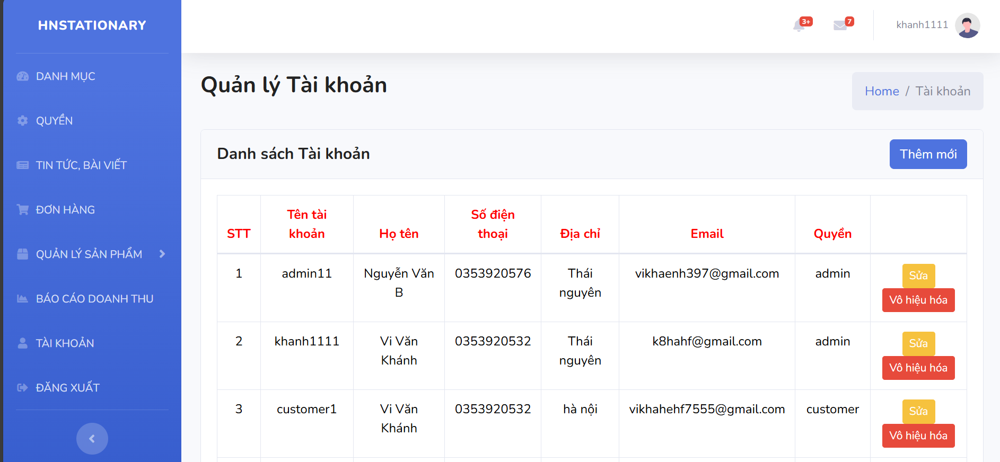 HNSTATIONARY
DANH MỤC
QUYỀN
TIN TỨC, BÀI VIẾT
ĐƠN HÀNG
QUẢN LÝ SẢN PHẨM
BÁO CÁO DOANH THU
TÀI KHOẢN
ĐĂNG XUẤT
3+
7
khanh1111
Quản lý Tài khoản
Home / Tài khoản
Danh sách Tài khoản
Thêm mới
STT Tên tài khoản Họ tên Số điện thoại Địa chỉ Email Quyền
1 admin11 Nguyễn Văn B 0353920576 Thái nguyên vikhaenh397@gmail.com admin Sửa Vô hiệu hóa
2 khanh1111 Vi Văn Khánh 0353920532 Thái nguyên k8hahf@gmail.com admin Sửa Vô hiệu hóa
3 customer1 Vi Văn Khánh 0353920532 hà nội vikhahehf7555@gmail.com customer Sửa Vô hiệu hóa